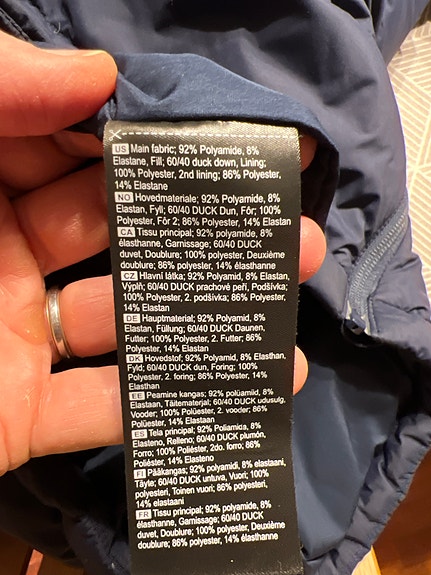 US Main fabric; 92% Polyamide, 8%
Elastane, Fill; 60/40 duck down, Lining;
100% Polyester, 2nd lining; 86% Polyester,
14% Elastane
NO Hovedmateriale; 92% Polyamide, 8%
Elastan, Fyll; 60/40 DUCK Dun, Fôr; 100%
Polyester, Fôr 2; 86% Polyester, 14% Elastan
CA Tissu principal; 92% polyamide, 8%
élasthanne, Garnissage; 60/40 DUCK
duvet, Doublure; 100% polyester, Deuxième
doublure; 86% polyester, 14% élasthanne
CZ Hlavní látka; 92% Polyamid, 8% Elastan,
Výplň; 60/40 DUCK prachové peří, Podšívka;
100% Polyester, 2. podšívka; 86% Polyester,
14% Elastan
DE Hauptmaterial; 92% Polyamid, 8%
Elastan, Füllung; 60/40 DUCK Daunen,
Futter; 100% Polyester, 2. Futter; 86%
Polyester, 14% Elastan
DK Hovedstof; 92% Polyamid, 8% Elasthan,
Fyld; 60/40 DUCK dun, Foring; 100%
Polyester, 2. foring; 86% Polyester, 14%
Elasthan
EE Peamine kangas; 92% polüamiid, 8%
Elastaan, Täitematerjal; 60/40 DUCK udusulg,
Vooder; 100% Polüester, 2. vooder; 86%
Polüester, 14% Elastaan
ES Tela principal; 92% Poliamida, 8%
Elasteno, Relleno; 60/40 DUCK plumón,
Forro; 100% Poliéster, 2do. forro; 86%
Poliéster, 14% Elasteno
FI Pääkangas; 92% polyamidi, 8% elastaani,
Täyte; 60/40 DUCK untuva, Vuori; 100%
polyesteri, Toinen vuori; 86% polyesteri,
14% elastaani
FR Tissu principal; 92% polyamide, 8%
élasthanne, Garnissage; 60/40 DUCK
duvet, Doublure; 100% polyester, Deuxième
doublure; 86% polyester, 14% élasthanne